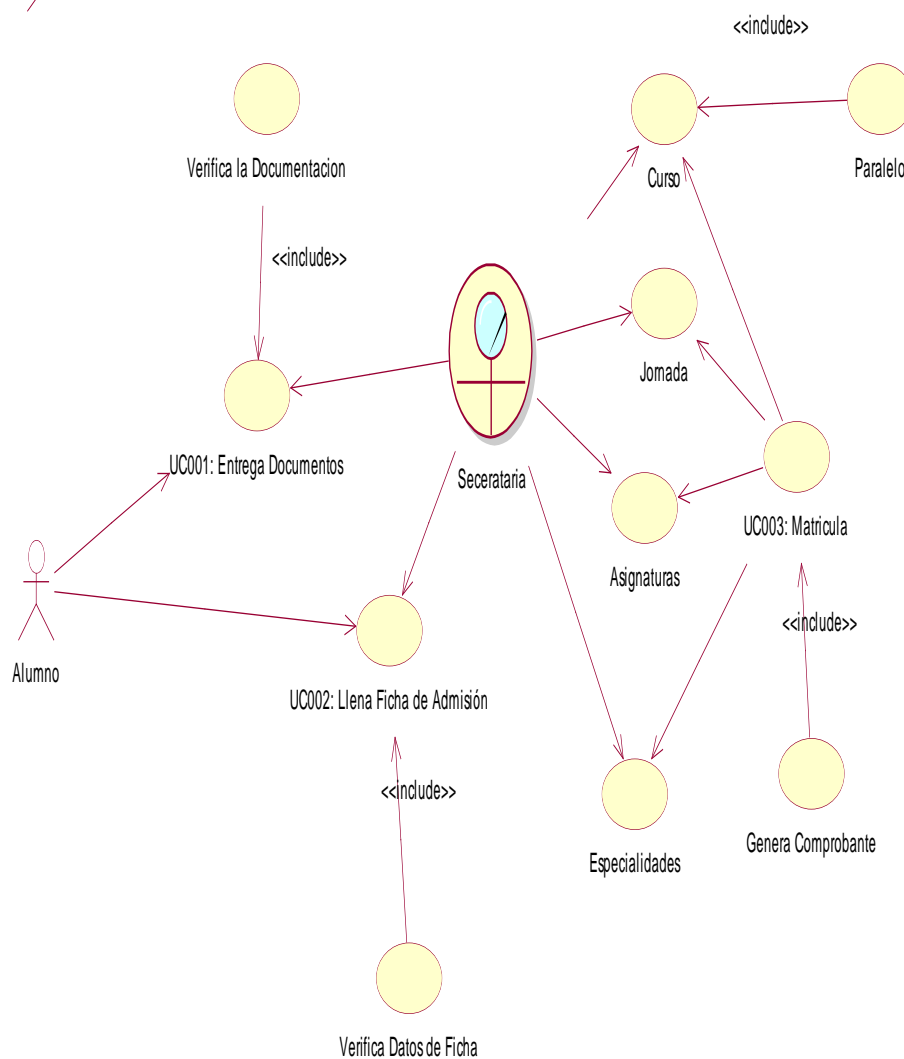 <<include>>
Verifica la Documentacion
Curso
Paralelo
<<include>>
Jornada
UC001: Entrega Documentos
Secerataria
UC003: Matricula
Asignaturas
<<include>>
Alumno
UC002: Llena Ficha de Admisión
<<include>>
Genera Comprobante
Especialidades
Verifica Datos de Ficha